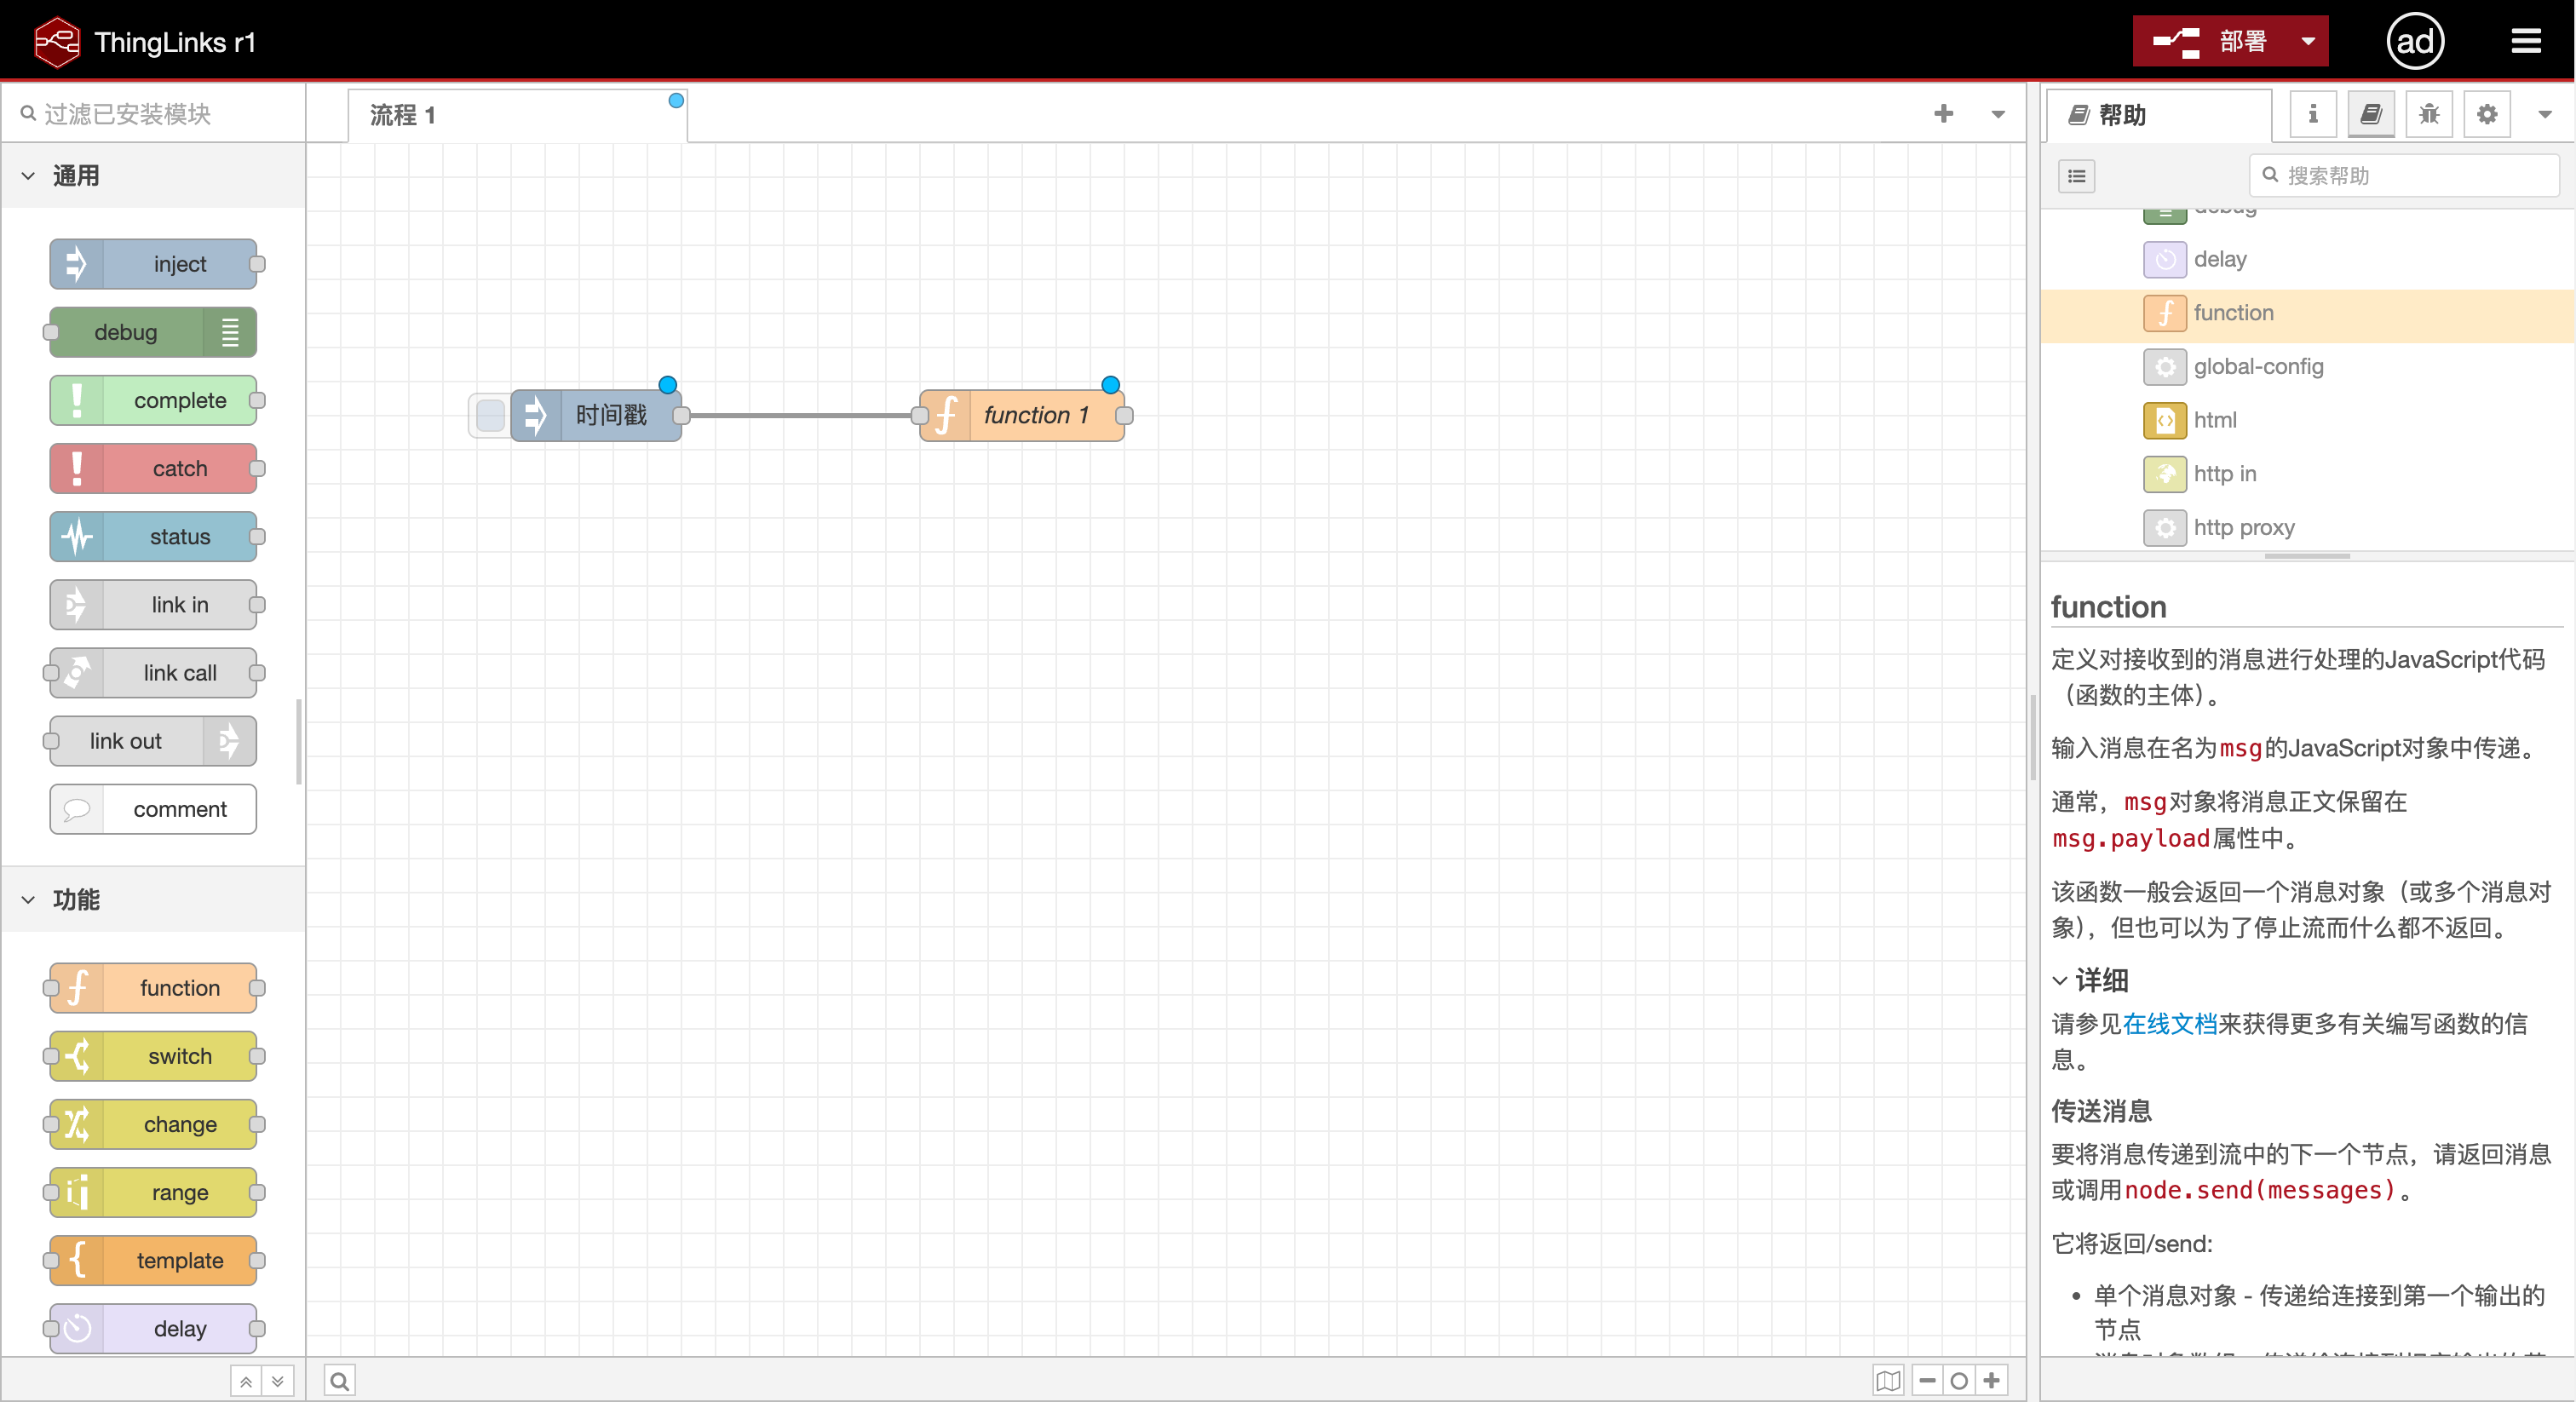 ThingLinks r1
部署
ad
过滤已安装模块
通用
inject
debug
complete
catch
status
link in
link call
link out
comment
功能
function
switch
change
range
template
delay
流程 1
时间戳
function 1
帮助
搜索帮助
debug
delay
function
global-config
html
http in
http proxy
function
定义对接收到的消息进行处理的JavaScript代码
（函数的主体）。
输入消息在名为msg的JavaScript对象中传递。
通常，msg对象将消息正文保留在
msg.payload属性中。
该函数一般会返回一个消息对象（或多个消息对
象），但也可以为了停止流而什么都不返回。
详细
请参见在线文档来获得更多有关编写函数的信
息。
传送消息
要将消息传递到流中的下一个节点，请返回消息
或调用node.send(messages)。
它将返回/send:
• 单个消息对象 - 传递给连接到第一个输出的
节点